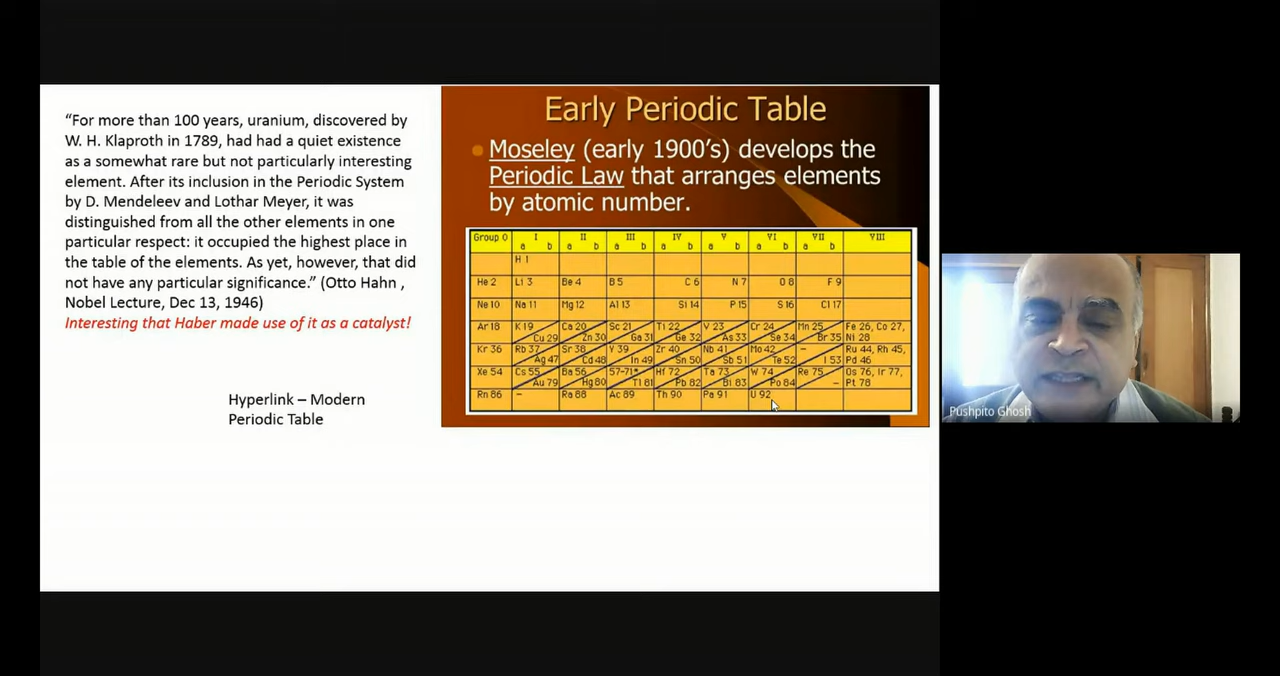 “For more than 100 years, uranium, discovered by
W. H. Klaproth in 1789, had had a quiet existence
as a somewhat rare but not particularly interesting
element. After its inclusion in the Periodic System
by D. Mendeleev and Lothar Meyer, it was
distinguished from all the other elements in one
particular respect: it occupied the highest place in
the table of the elements. As yet, however, that did
not have any particular significance.” (Otto Hahn ,
Nobel Lecture, Dec 13, 1946)
Interesting that Haber made use of it as a catalyst!
Hyperlink – Modern
Periodic Table
Early Periodic Table
Moseley (early 1900’s) develops the
Periodic Law that arranges elements
by atomic number.
Group 0 I II III IV V VI VII VIII
a b a b a b a b a b a b a b
H 1
He 2 Li 3 Be 4 B 5 C 6 N 7 O 8 F 9
Ne 10 Na 11 Mg 12 Al 13 Si 14 P 15 S 16 Cl 17
Ar 18 K 19 Ca 20 Sc 21 Ti 22 V 23 Cr 24 Mn 25 Fe 26, Co 27,
Cu 29 Zn 30 Ga 31 Ge 32 As 33 Se 34 Br 35 Ni 28
Kr 36 Rb 37 Sr 38 Y 39 Zr 40 Nb 41 Mo 42 – Ru 44, Rh 45,
Ag 47 Cd 48 In 49 Sn 50 Sb 51 Te 52 I 53 Pd 46
Xe 54 Cs 55 Ba 56 57-71* Hf 72 Ta 73 W 74 Re 75 Os 76, Ir 77,
Au 79 Hg 80 Tl 81 Pb 82 Bi 83 Po 84 – Pt 78
Rn 86 – Ra 88 Ac 89 Th 90 Pa 91 U 92
Pushpito Ghosh